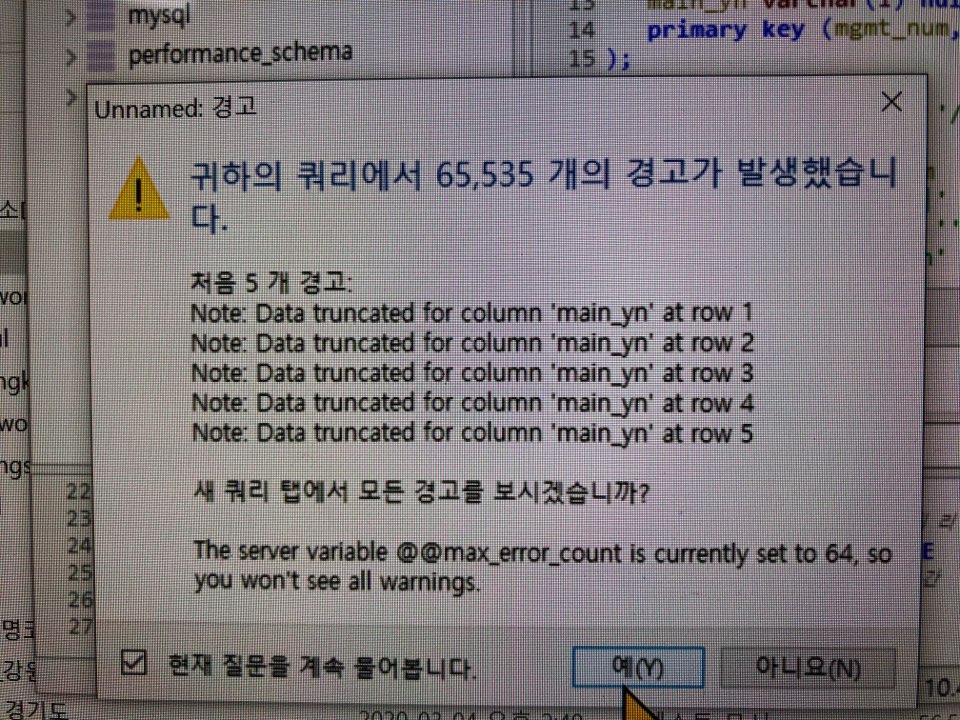 mysql
performance_schema
13 main_yn varchar(1)
14 primary key (mgmt_num,
15 );
Unnamed: 경고
귀하의 쿼리에서 65,535 개의 경고가 발생했습니
다.
처음 5 개 경고:
Note: Data truncated for column 'main_yn' at row 1
Note: Data truncated for column 'main_yn' at row 2
Note: Data truncated for column 'main_yn' at row 3
Note: Data truncated for column 'main_yn' at row 4
Note: Data truncated for column 'main_yn' at row 5
새 쿼리 탭에서 모든 경고를 보시겠습니까?
The server variable @@max_error_count is currently set to 64, so
you won't see all warnings.
현재 질문을 계속 물어봅니다.
예(Y)
아니요(N)
22
23
24
25
26
27
경기도